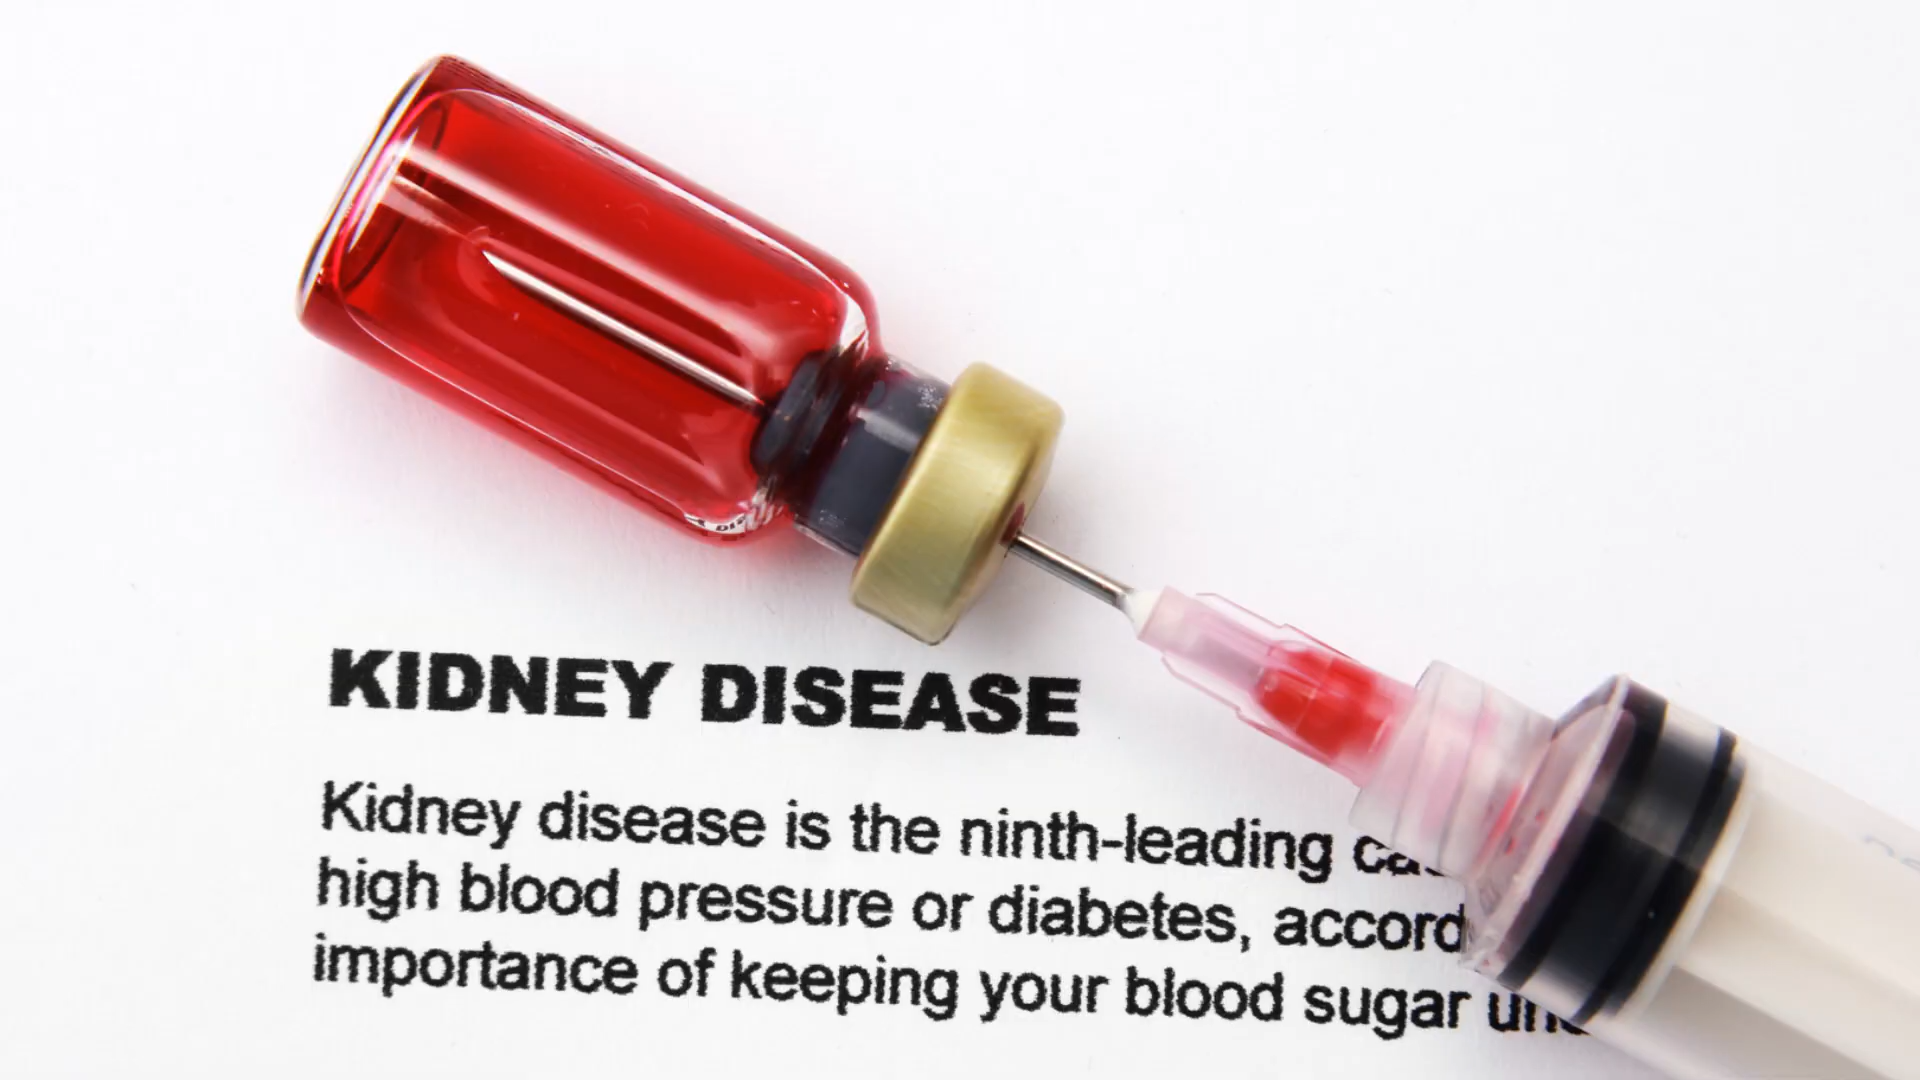 KIDNEY DISEASE
Kidney disease is the ninth-leading
high blood pressure or diabetes,
importance of keeping your blood sugar